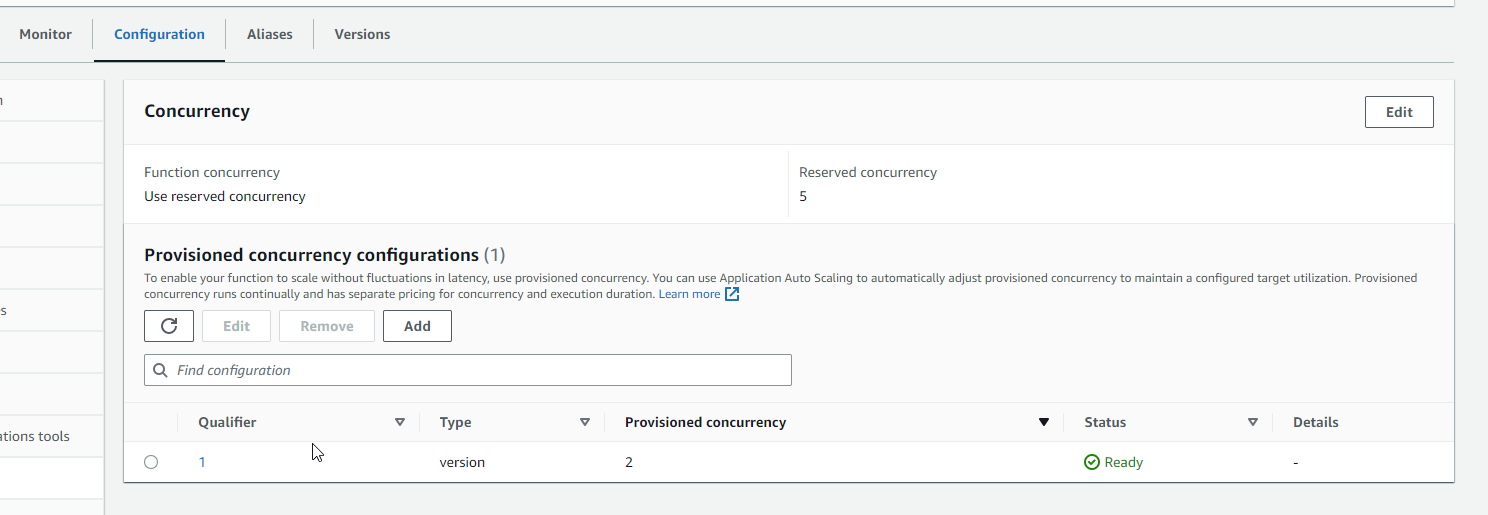 Monitor
Configuration
Aliases
Versions
Concurrency
Edit
Function concurrency
Reserved concurrency
Use reserved concurrency
5
Provisioned concurrency configurations (1)
To enable your function to scale without fluctuations in latency, use provisioned concurrency. You can use Application Auto Scaling to automatically adjust provisioned concurrency to maintain a configured target utilization. Provisioned
concurrency runs continually and has separate pricing for concurrency and execution duration. Learn more
Edit
Remove
Add
Find configuration
Qualifier
Type
Provisioned concurrency
Status
Details
1
version
2
Ready
-
tools